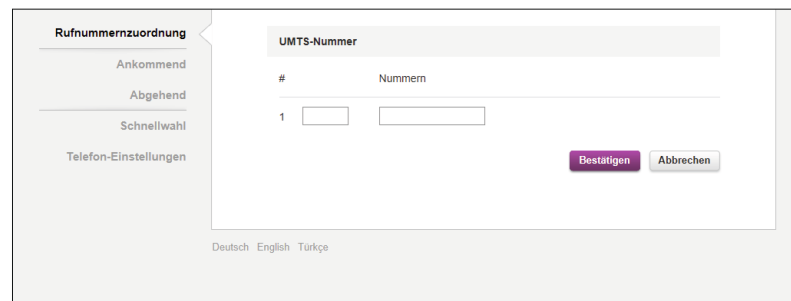 Rufnummernzuordnung
Ankommend
Abgehend
Schnellwahl
Telefon-Einstellungen
UMTS-Nummer
# Nummern
1
Bestätigen Abbrechen
Deutsch English Türkçe